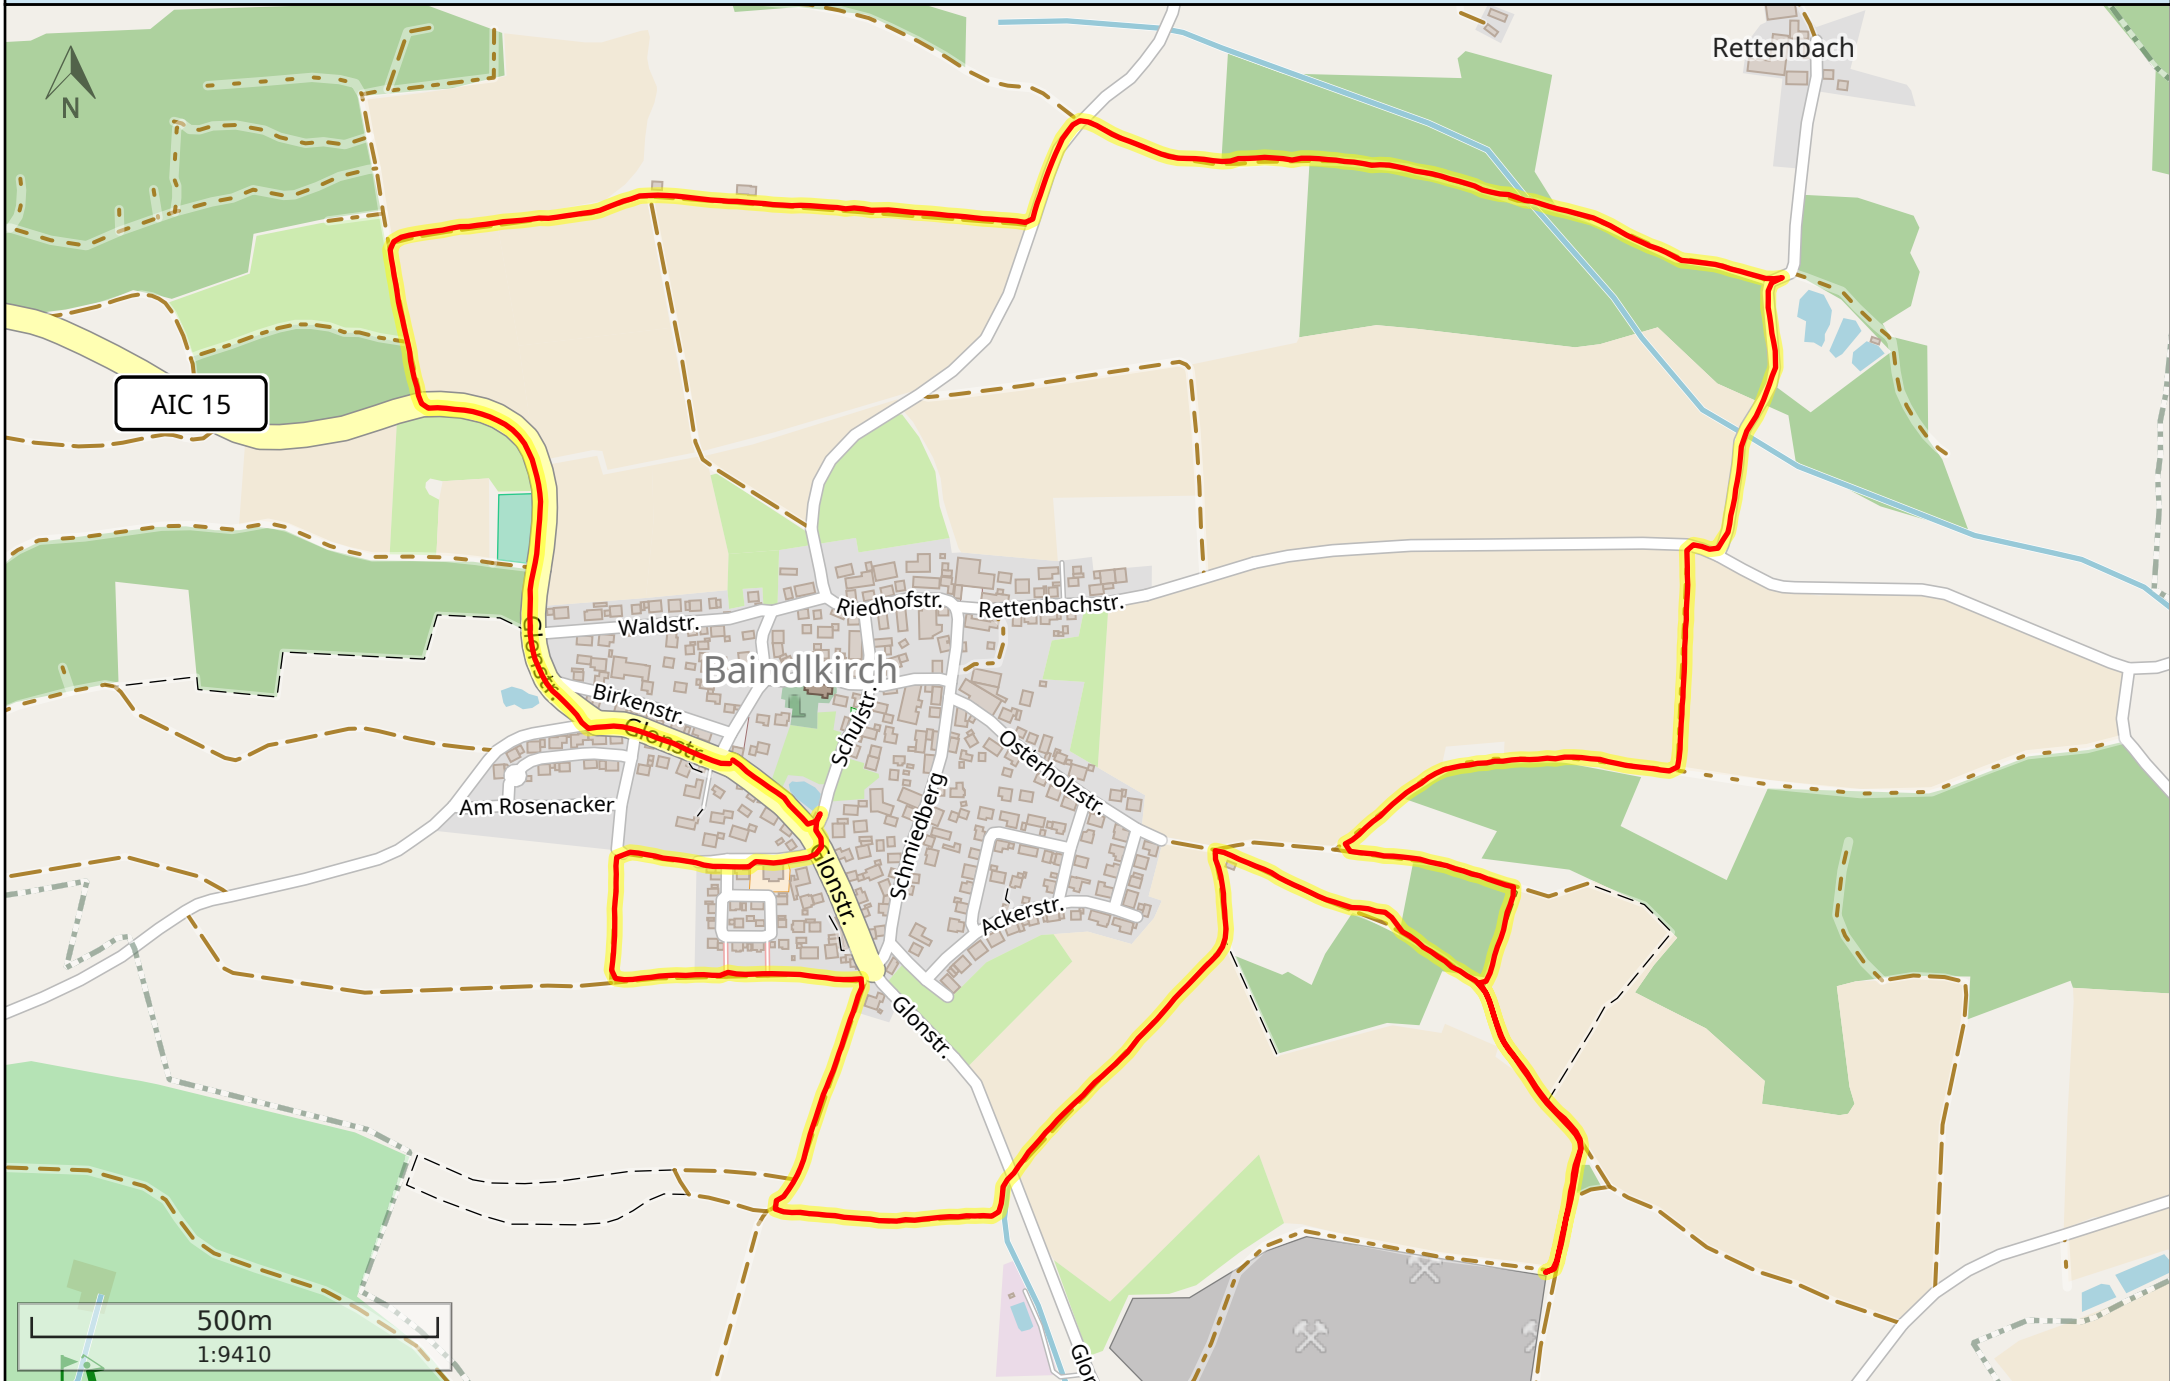 Rettenbach
N
AIC 15
Riedhofstr.
Rettenbachstr.
Waldstr.
Glonstr.
Baindlkirch
Birkenstr.
Schulstr.
Glonstr.
Osterholzstr.
Am Rosenacker
Schmiedberg
Glonstr.
Ackerstr.
Glonstr.
500m
1:9410
Glon